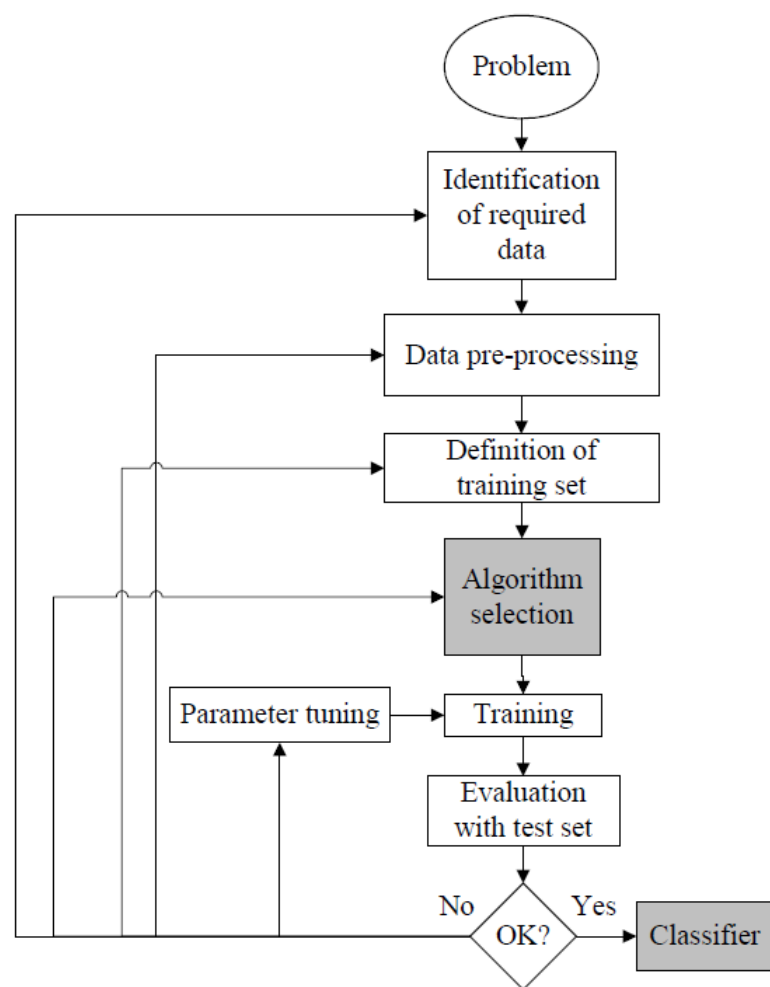 Problem
Identification
of required
data
Data pre-processing
Definition of
training set
Algorithm
selection
Parameter tuning
Training
Evaluation
with test set
No
Yes
OK?
Classifier